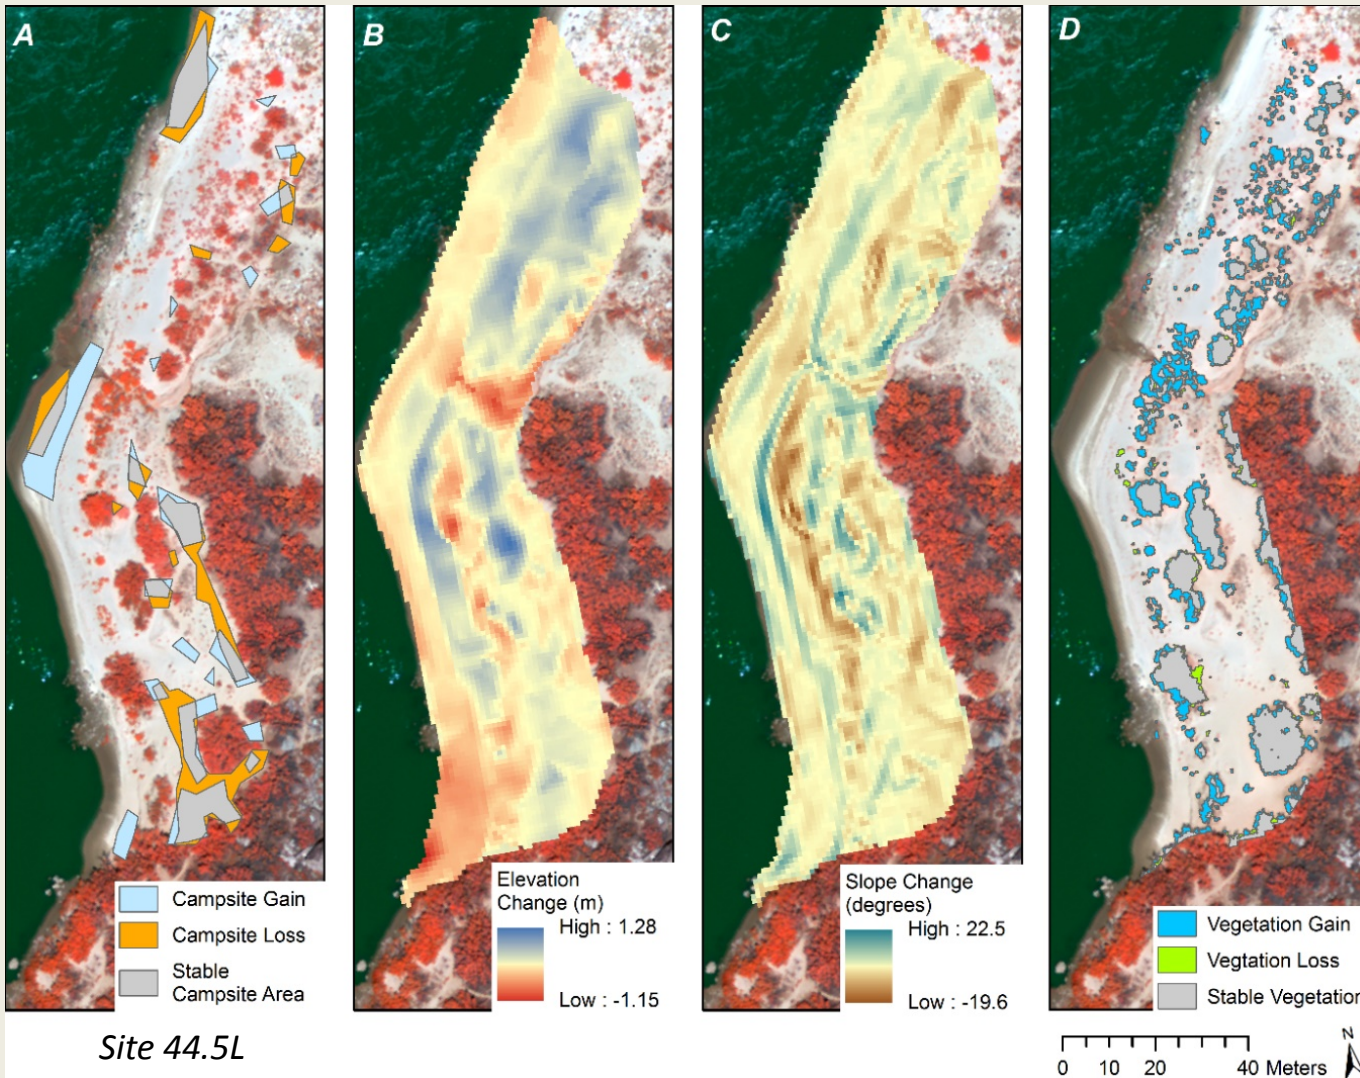 A
B
C
D
Campsite Gain
Campsite Loss
Stable
Campsite Area
Elevation
Change (m)
High : 1.28
Low : -1.15
Slope Change
(degrees)
High : 22.5
Low : -19.6
Vegetation Gain
Vegtation Loss
Stable Vegetation
Site 44.5L
0 10 20 40 Meters
N